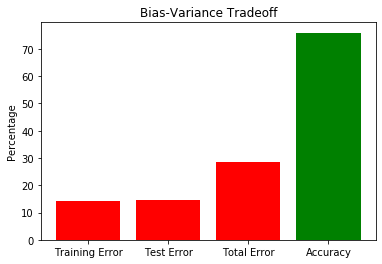 Bias-Variance Tradeoff
Percentage
70
60
50
40
30
20
10
0
Training Error
Test Error
Total Error
Accuracy